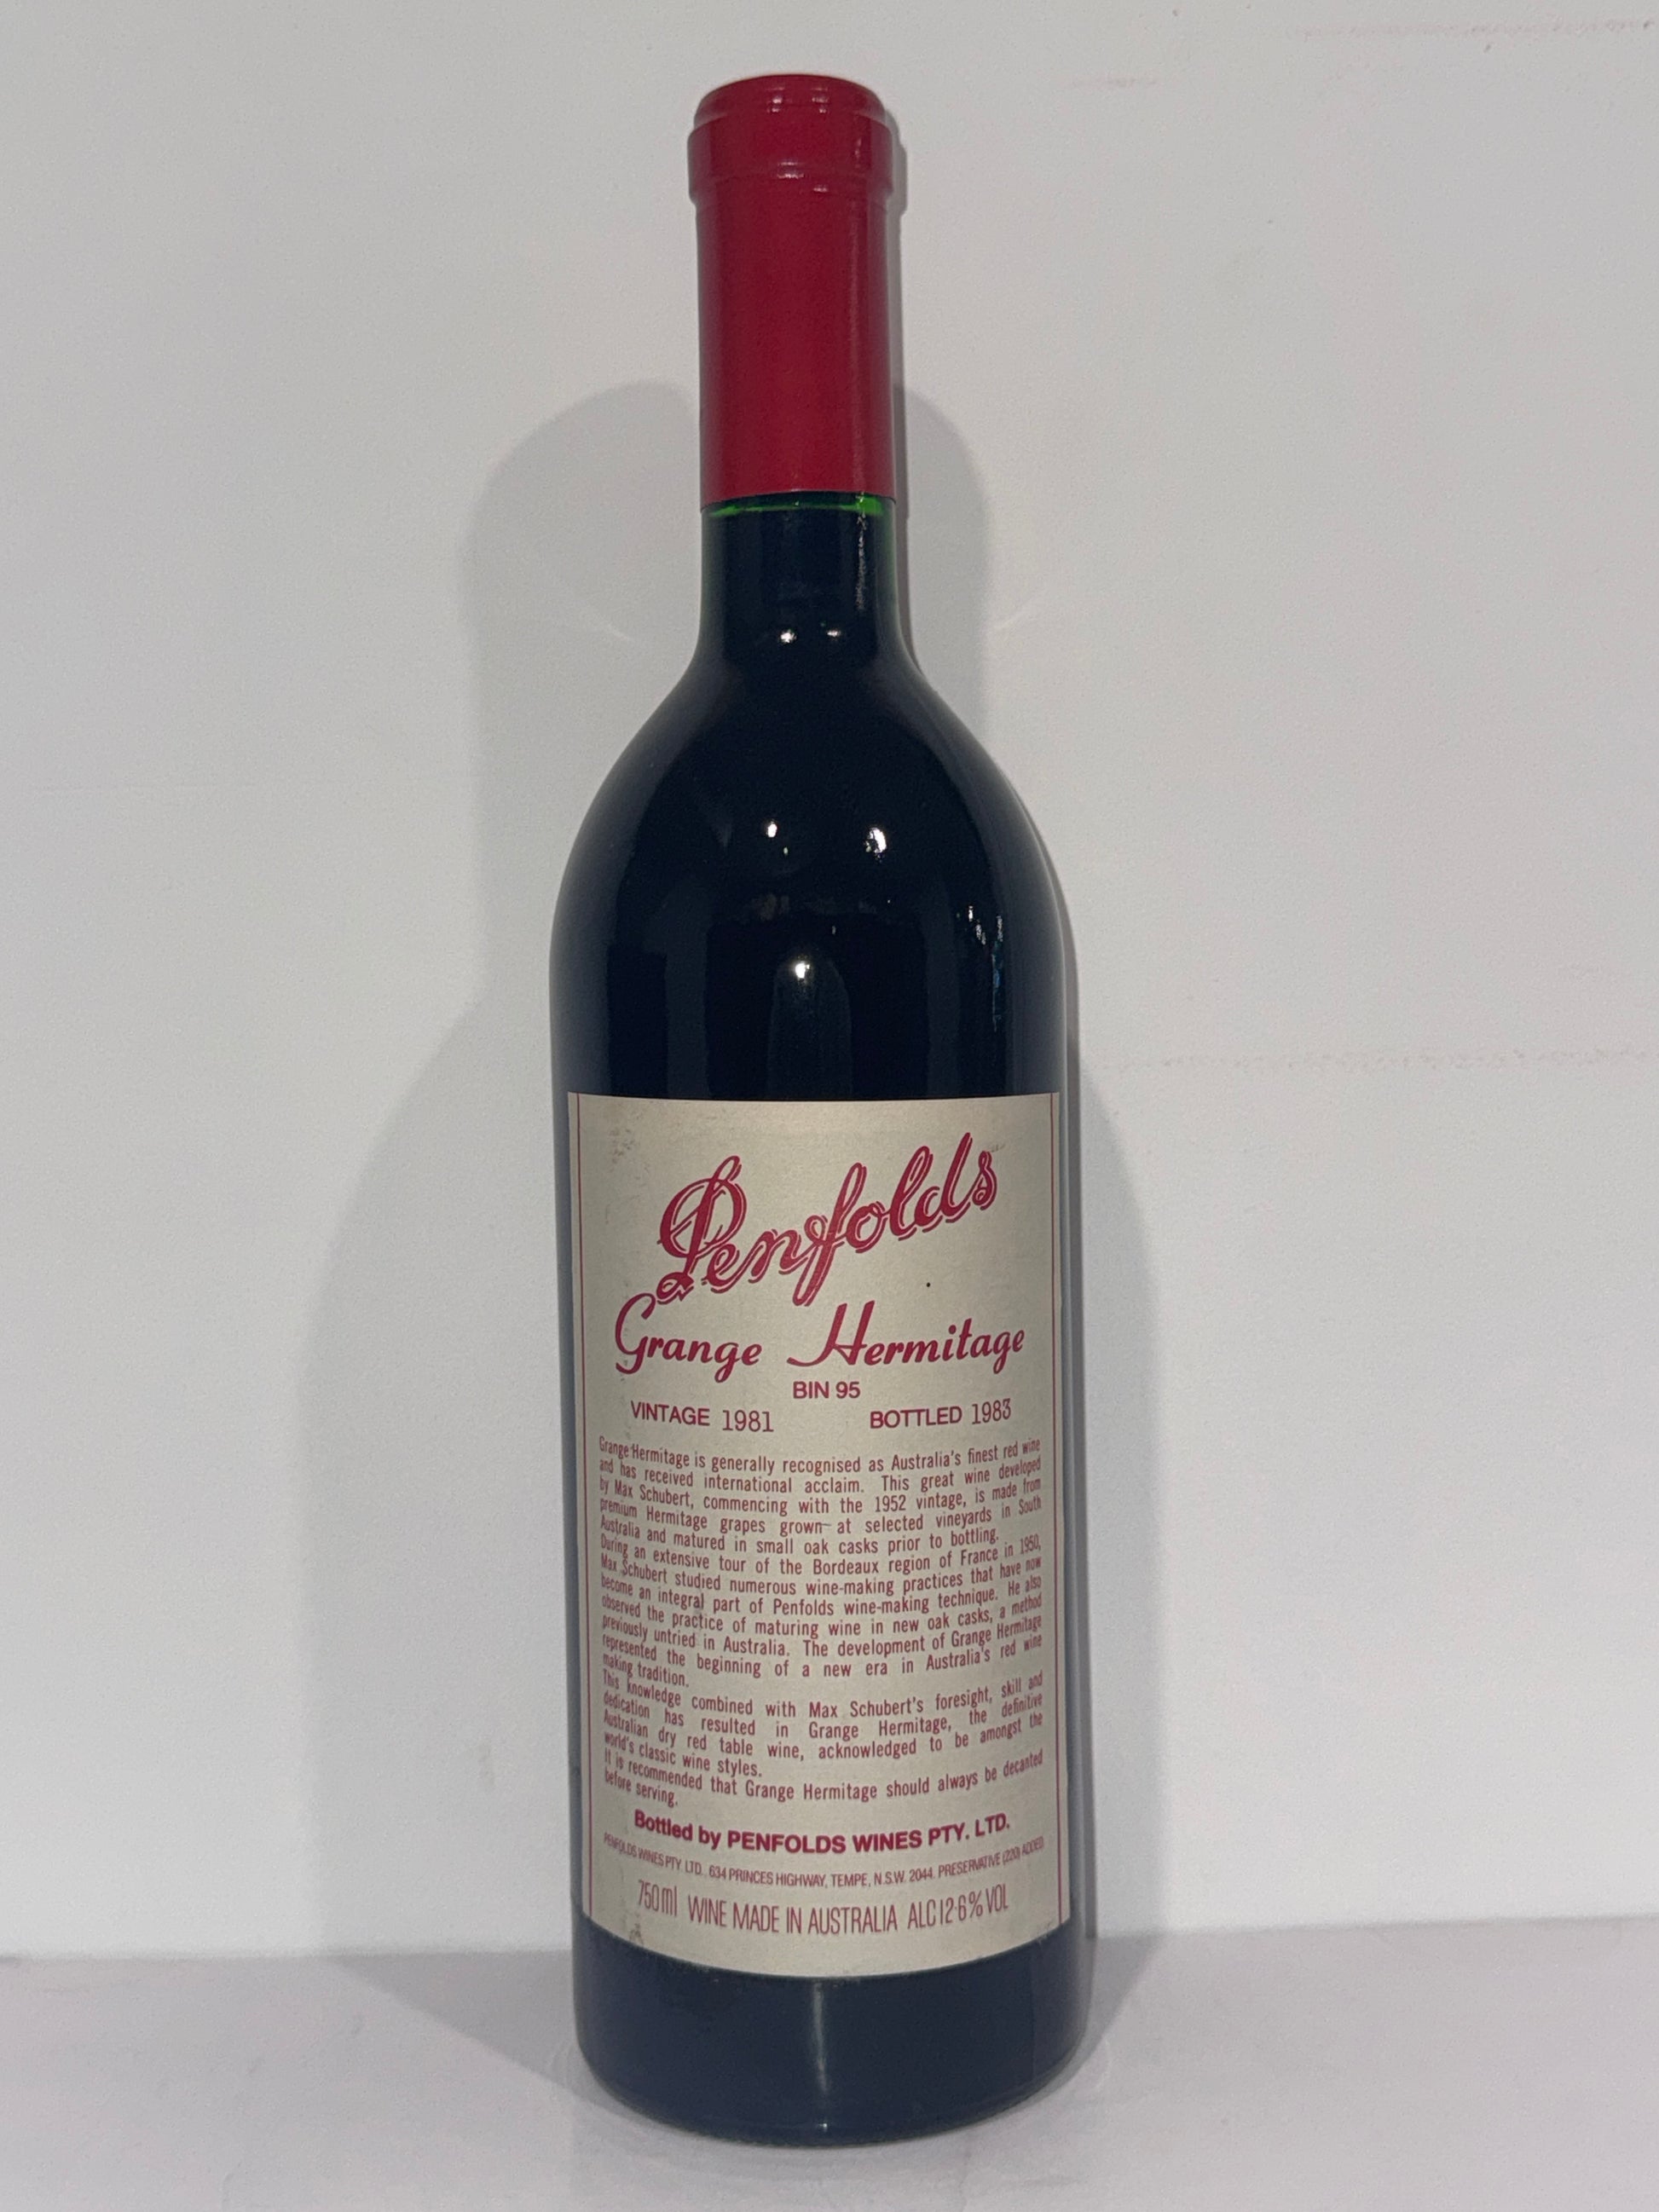 Penfolds
Grange Hermitage
BIN 95
VINTAGE 1981 BOTTLED 1983
Grange Hermitage is generally recognised as Australia's finest red wine
and has received international acclaim. This great wine developed
by Max Schubert, commencing with the 1952 vintage, is made from
premium Hermitage grapes grown at selected vineyards in South
Australia and matured in small oak casks prior to bottling.
During an extensive tour of the Bordeaux region of France in 1950,
Max Schubert studied numerous wine-making practices that have now
become an integral part of Penfolds wine-making technique. He also
observed the practice of maturing wine in new oak casks, a method
previously untried in Australia. The development of Grange Hermitage
represented the beginning of a new era in Australia's red wine
making tradition.
This knowledge combined with Max Schubert's foresight, skill and
dedication has resulted in Grange Hermitage, the definitive
Australian dry red table wine, acknowledged to be amongst the
world's classic wine styles.
It is recommended that Grange Hermitage should always be decanted
before serving.
Bottled by PENFOLDS WINES PTY. LTD.
PENFOLDS WINES PTY. LTD., 634 PRINCES HIGHWAY, TEMPE, N.S.W. 2044. PRESERVATIVE (220) ADDED
750ml WINE MADE IN AUSTRALIA ALC 12·6% VOL